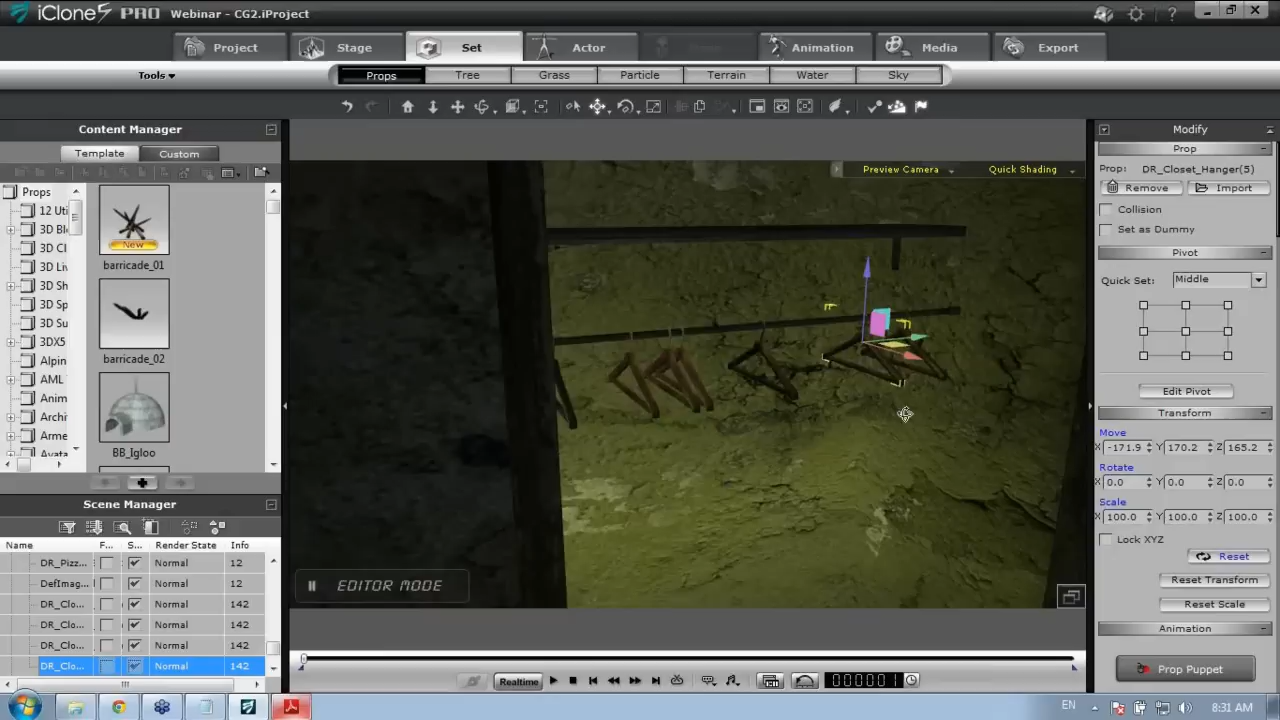 iClone5 PRO Webinar - CG2.iProject
Project Stage Set Actor Animation Media Export
Tools Props Tree Grass Particle Terrain Water Sky
Content Manager
Template Custom
Props
12 Uti
3D Bl
3D Cl
3D Liv
3D Sh
3D Sp
3D Su
3DX5
Alpin
AML
Anim
Archi
Arme
Avata
New
barricade_01
barricade_02
BB_Igloo
Scene Manager
Name F... S... Render State Info
DR_Pizz... Normal 12
DefImag... Normal 12
DR_Clo... Normal 142
DR_Clo... Normal 142
DR_Clo... Normal 142
DR_Clo... Normal 142
Preview Camera Quick Shading
EDITOR MODE
Realtime 000001
Modify
Prop
Prop: DR_Closet_Hanger(5)
Remove Import
Collision
Set as Dummy
Pivot
Quick Set: Middle
Edit Pivot
Transform
Move
X -171.9 Y 170.2 Z 165.2
Rotate
X 0.0 Y 0.0 Z 0.0
Scale
X 100.0 Y 100.0 Z 100.0
Lock XYZ
Reset
Reset Transform
Reset Scale
Animation
Prop Puppet
EN 8:31 AM